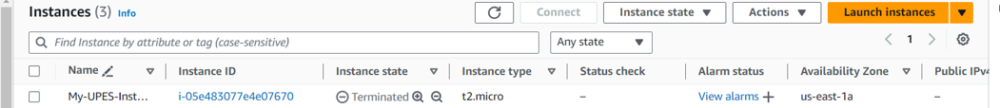 Instances (3) Info Connect Instance state Actions Launch instances
Find Instance by attribute or tag (case-sensitive) Any state 1
Name Instance ID Instance state Instance type Status check Alarm status Availability Zone Public IPv4
My-UPES-Inst... i-05e483077e4e07670 Terminated t2.micro – View alarms + us-east-1a –